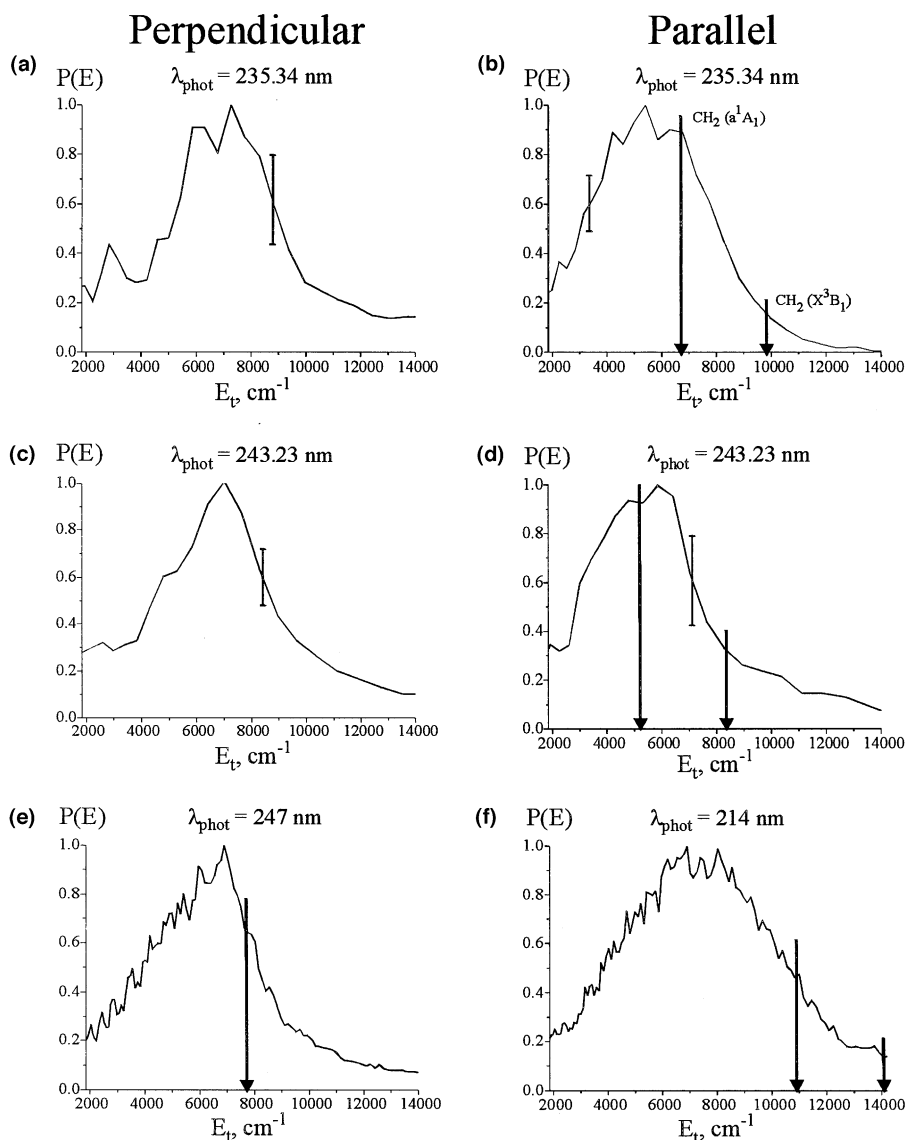 Perpendicular Parallel
(a) P(E) λphot = 235.34 nm
1.0
0.8
0.6
0.4
0.2
0.0
2000 4000 6000 8000 10000 12000 14000
Et, cm-1
(b) P(E) λphot = 235.34 nm
CH2 (a1A1)
CH2 (X3B1)
1.0
0.8
0.6
0.4
0.2
0.0
2000 4000 6000 8000 10000 12000 14000
Et, cm-1
(c) P(E) λphot = 243.23 nm
1.0
0.8
0.6
0.4
0.2
0.0
2000 4000 6000 8000 10000 12000 14000
Et, cm-1
(d) P(E) λphot = 243.23 nm
1.0
0.8
0.6
0.4
0.2
0.0
2000 4000 6000 8000 10000 12000 14000
Et, cm-1
(e) P(E) λphot = 247 nm
1.0
0.8
0.6
0.4
0.2
0.0
2000 4000 6000 8000 10000 12000 14000
Et, cm-1
(f) P(E) λphot = 214 nm
1.0
0.8
0.6
0.4
0.2
0.0
2000 4000 6000 8000 10000 12000 14000
Et, cm-1